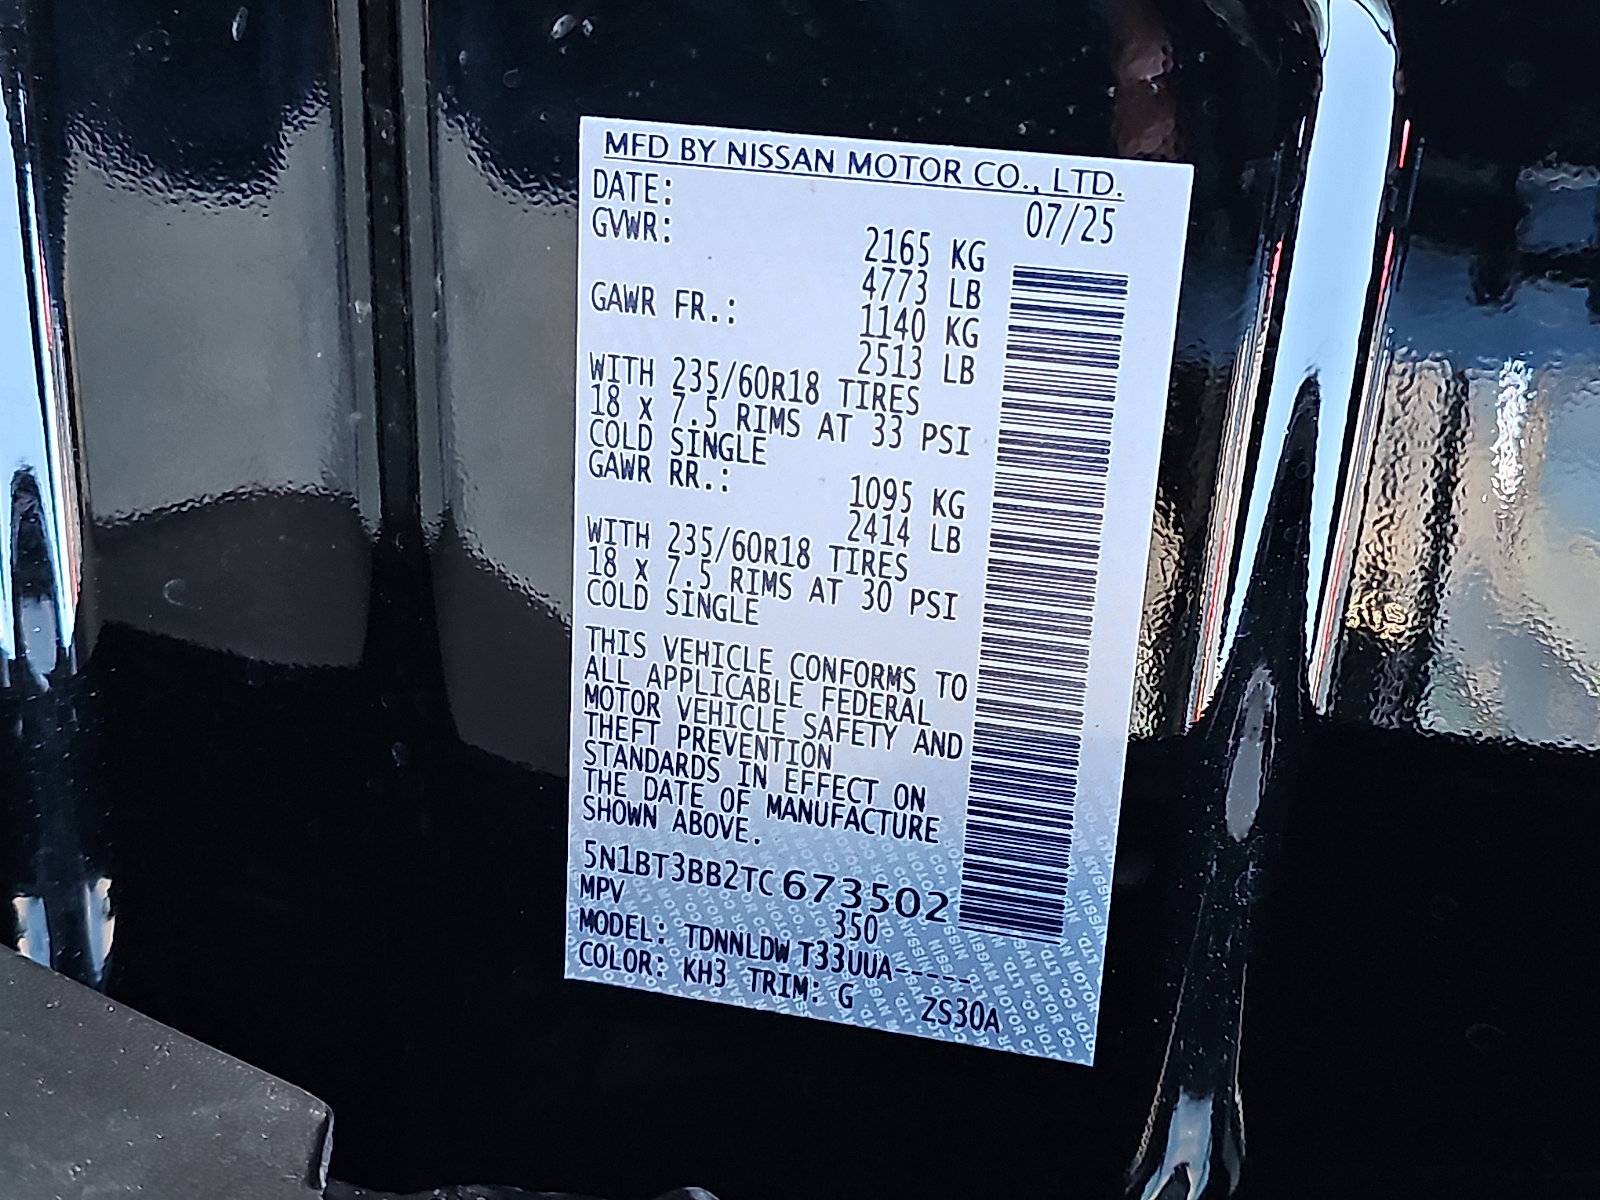 MFD BY NISSAN MOTOR CO., LTD.
DATE: 07/25
GVWR: 2165 KG
4773 LB
GAWR FR.: 1140 KG
2513 LB
WITH 235/60R18 TIRES
18 x 7.5 RIMS AT 33 PSI
COLD SINGLE
GAWR RR.: 1095 KG
2414 LB
WITH 235/60R18 TIRES
18 x 7.5 RIMS AT 30 PSI
COLD SINGLE
THIS VEHICLE CONFORMS TO
ALL APPLICABLE FEDERAL
MOTOR VEHICLE SAFETY AND
THEFT PREVENTION
STANDARDS IN EFFECT ON
THE DATE OF MANUFACTURE
SHOWN ABOVE.
5N1BT3BB2TC673502
MPV 350
MODEL: TDNNLDW T33UUA-----
COLOR: KH3 TRIM: G ZS30A